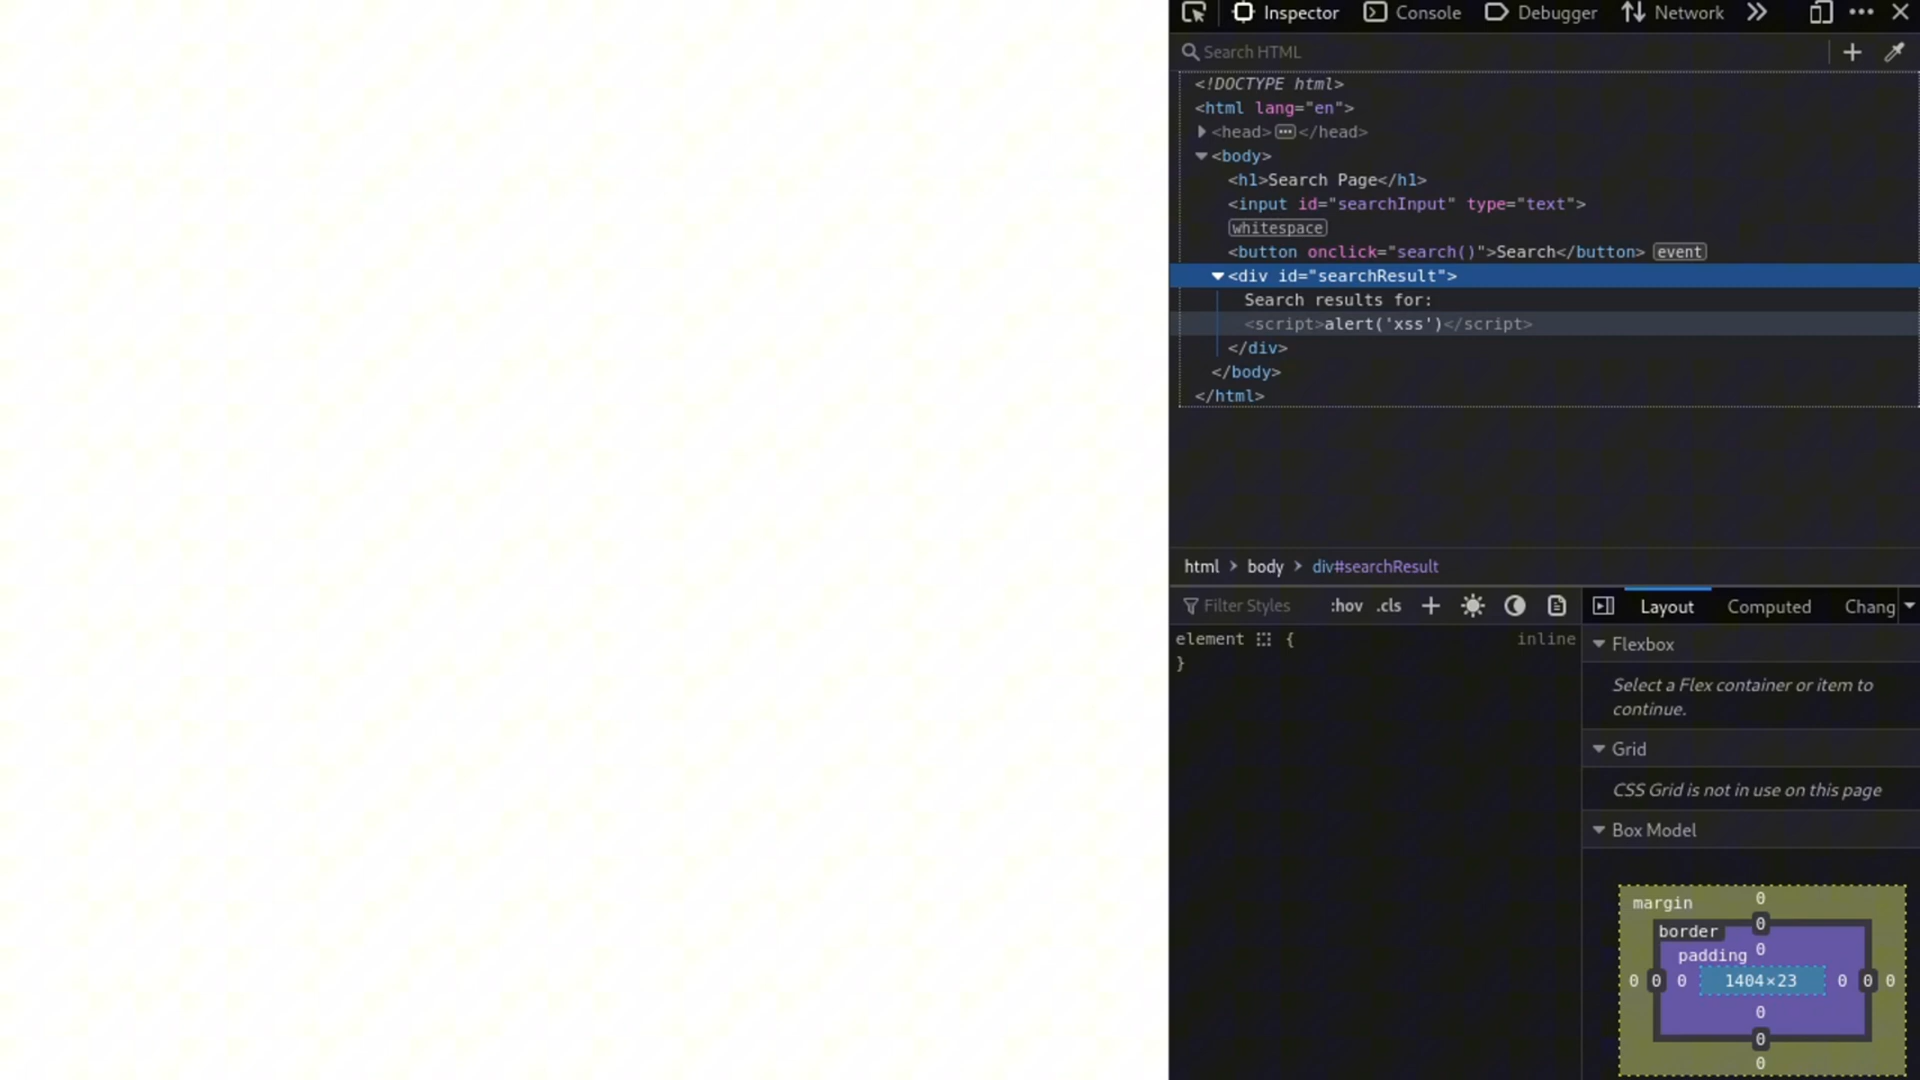 Inspector Console Debugger Network
Search HTML
<!DOCTYPE html>
<html lang="en">
<head></head>
<body>
<h1>Search Page</h1>
<input id="searchInput" type="text">
whitespace
<button onclick="search()">Search</button> event
<div id="searchResult">
Search results for:
<script>alert('xss')</script>
</div>
</body>
</html>
html > body > div#searchResult
Filter Styles :hov .cls
Layout Computed Chang
element { inline
}
Flexbox
Select a Flex container or item to
continue.
Grid
CSS Grid is not in use on this page
Box Model
margin 0
border 0
padding 0
0 0 0 1404×23 0 0 0
0
0
0